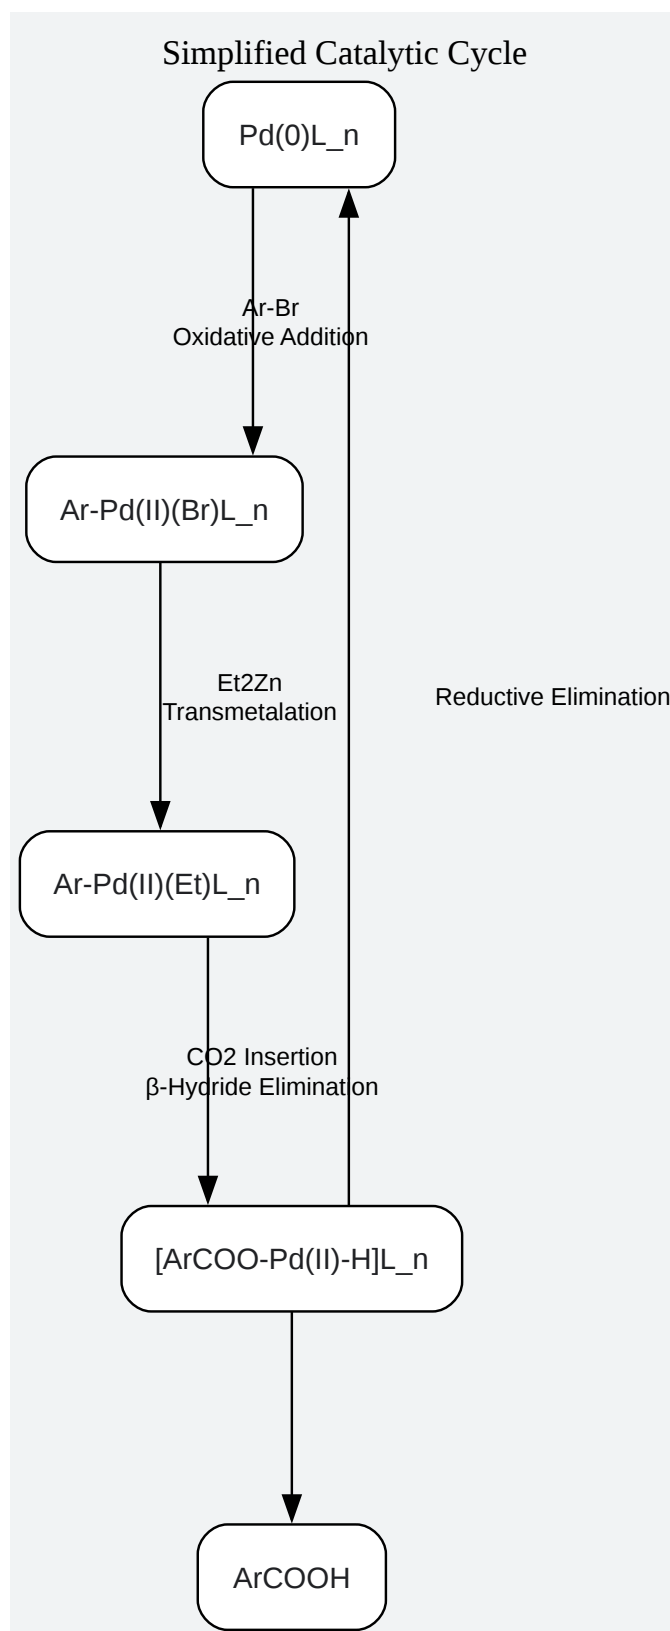 Simplified Catalytic Cycle
Pd(0)L_n
Ar-Br
Oxidative Addition
Ar-Pd(II)(Br)L_n
Et2Zn
Transmetalation
Reductive Elimination
Ar-Pd(II)(Et)L_n
CO2 Insertion
β-Hydride Elimination
[ArCOO-Pd(II)-H]L_n
ArCOOH